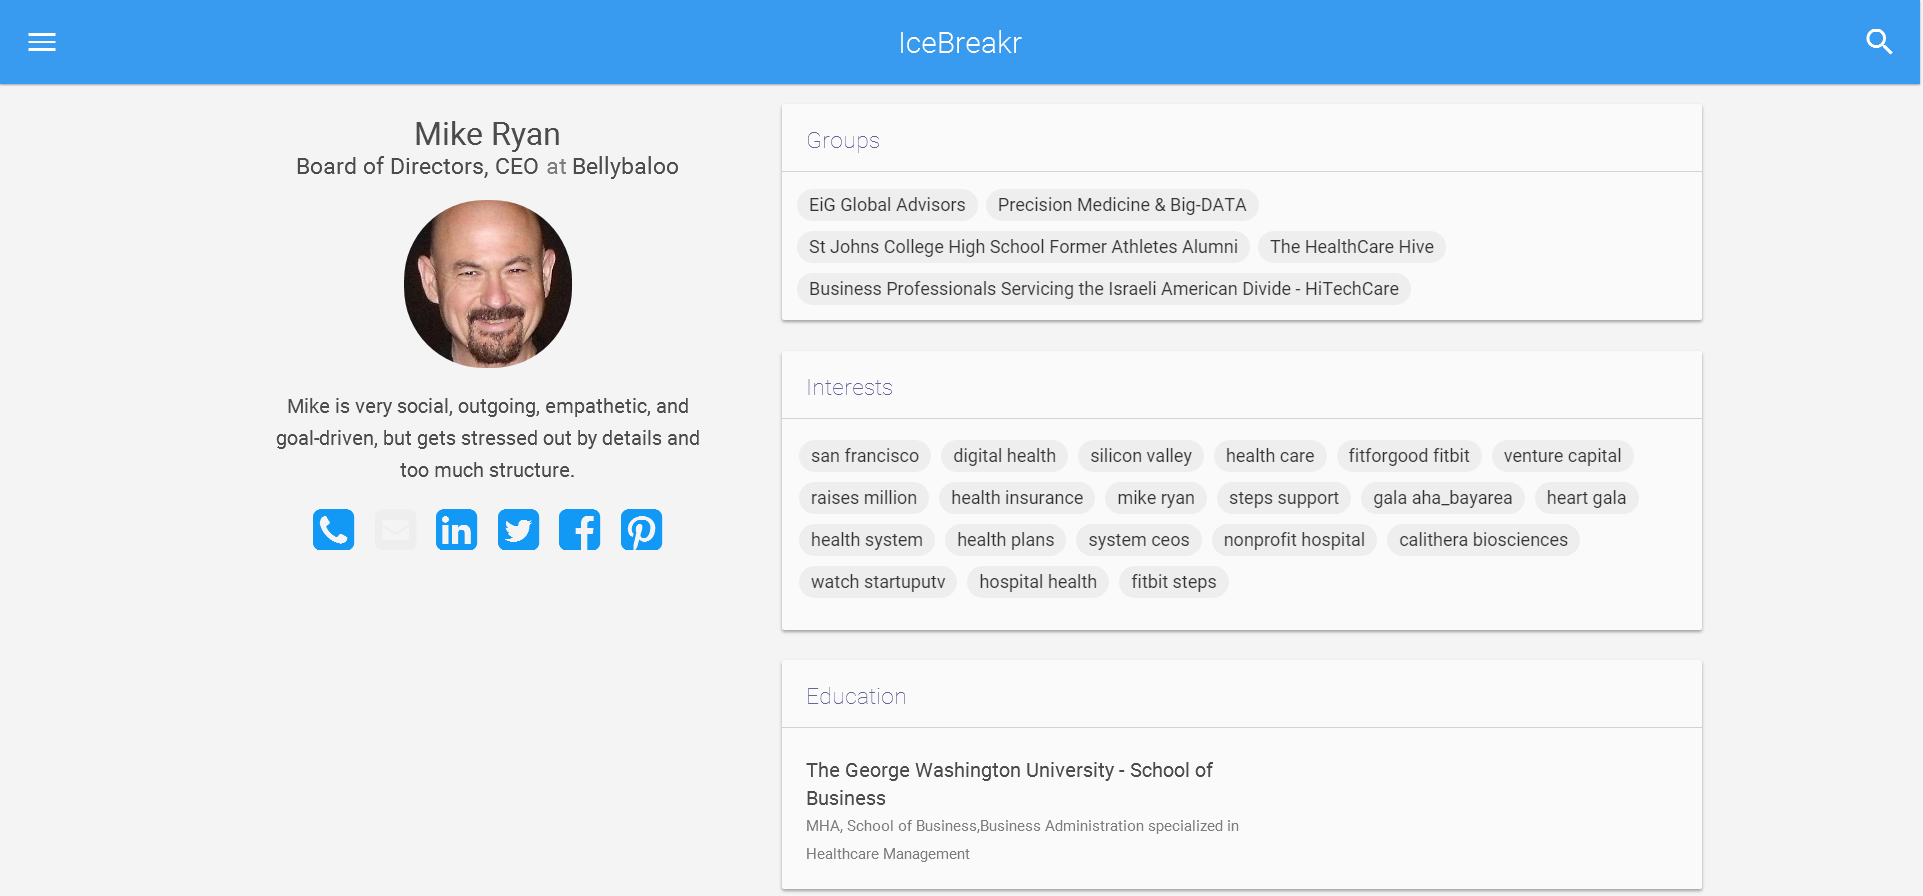 IceBreakr
Mike Ryan
Board of Directors, CEO at Bellybaloo
Mike is very social, outgoing, empathetic, and
goal-driven, but gets stressed out by details and
too much structure.
Groups
EiG Global Advisors Precision Medicine & Big-DATA
St Johns College High School Former Athletes Alumni The HealthCare Hive
Business Professionals Servicing the Israeli American Divide - HiTechCare
Interests
san francisco digital health silicon valley health care fitforgood fitbit venture capital
raises million health insurance mike ryan steps support gala aha_bayarea heart gala
health system health plans system ceos nonprofit hospital calithera biosciences
watch startuputv hospital health fitbit steps
Education
The George Washington University - School of
Business
MHA, School of Business,Business Administration specialized in
Healthcare Management